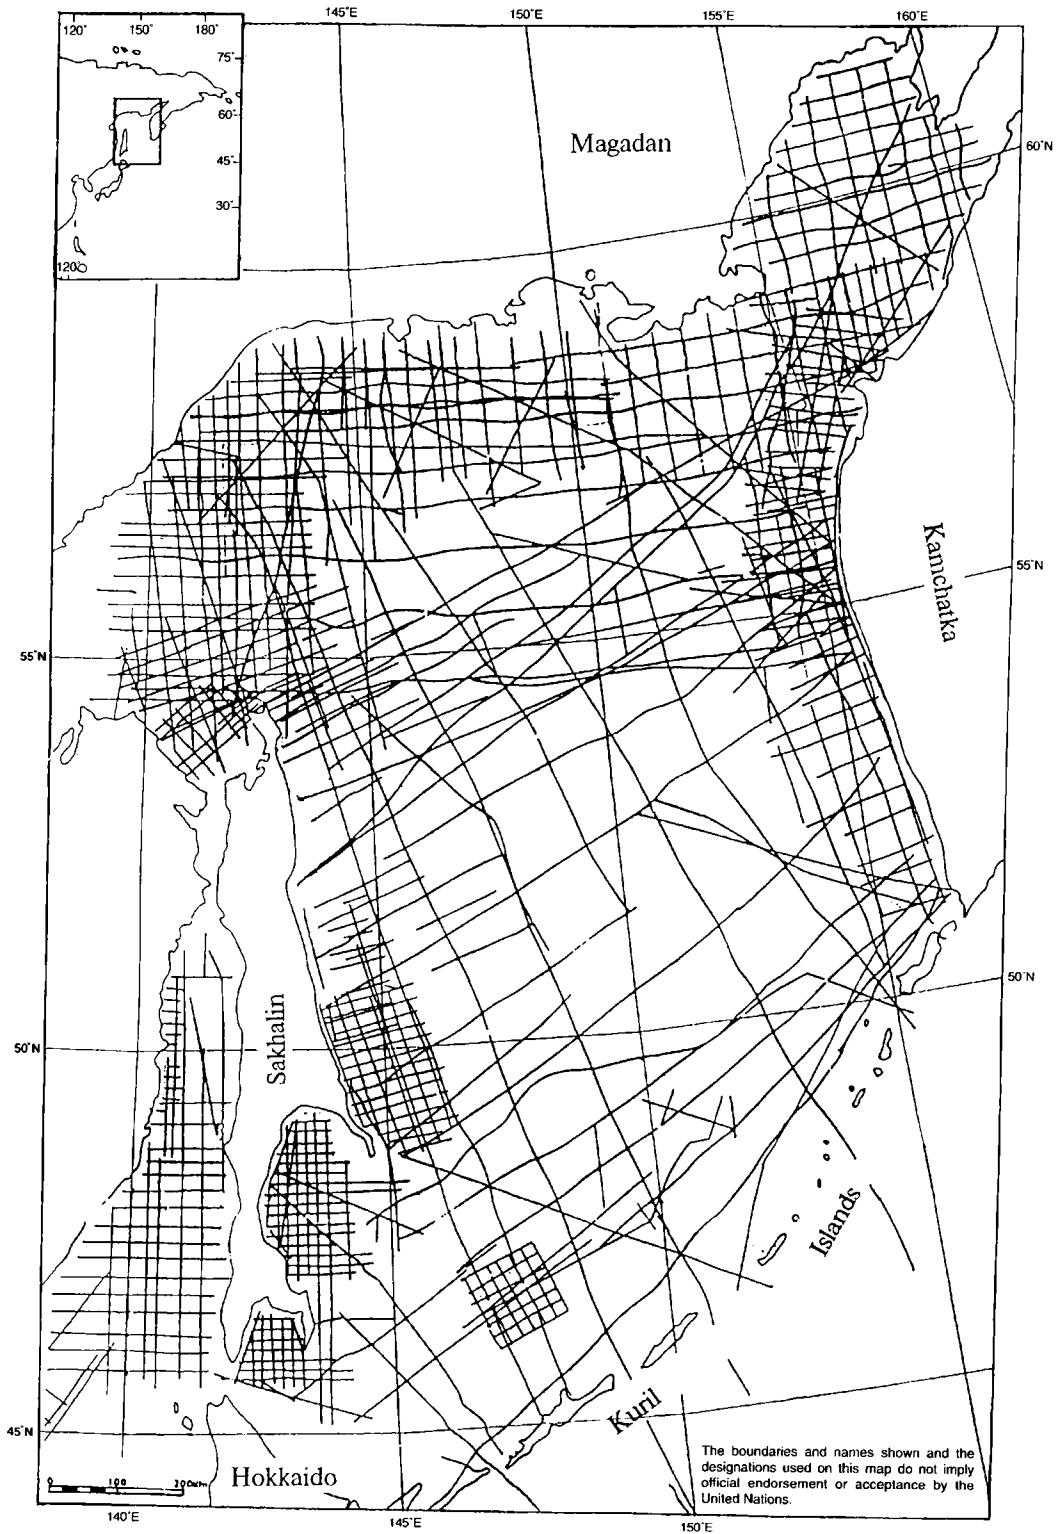 145°E 150°E 155°E 160°E
120° 150° 180°
75°
60°
45°
30°
120°
Magadan
60°N
Kamchatka
55°N
55°N
50°N
Sakhalin
50°N
Islands
Kuril
45°N
Hokkaido
0 100 200km
The boundaries and names shown and the
designations used on this map do not imply
official endorsement or acceptance by the
United Nations.
140°E 145°E 150°E